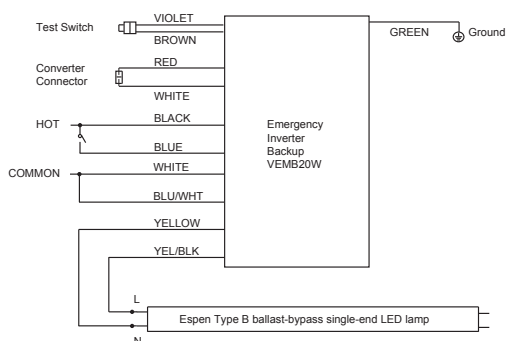 Test Switch
VIOLET
BROWN
GREEN
Ground
Converter
Connector
RED
WHITE
HOT
BLACK
BLUE
COMMON
WHITE
BLU/WHT
YELLOW
YEL/BLK
Emergency
Inverter
Backup
VEMB20W
L
Espen Type B ballast-bypass single-end LED lamp
N